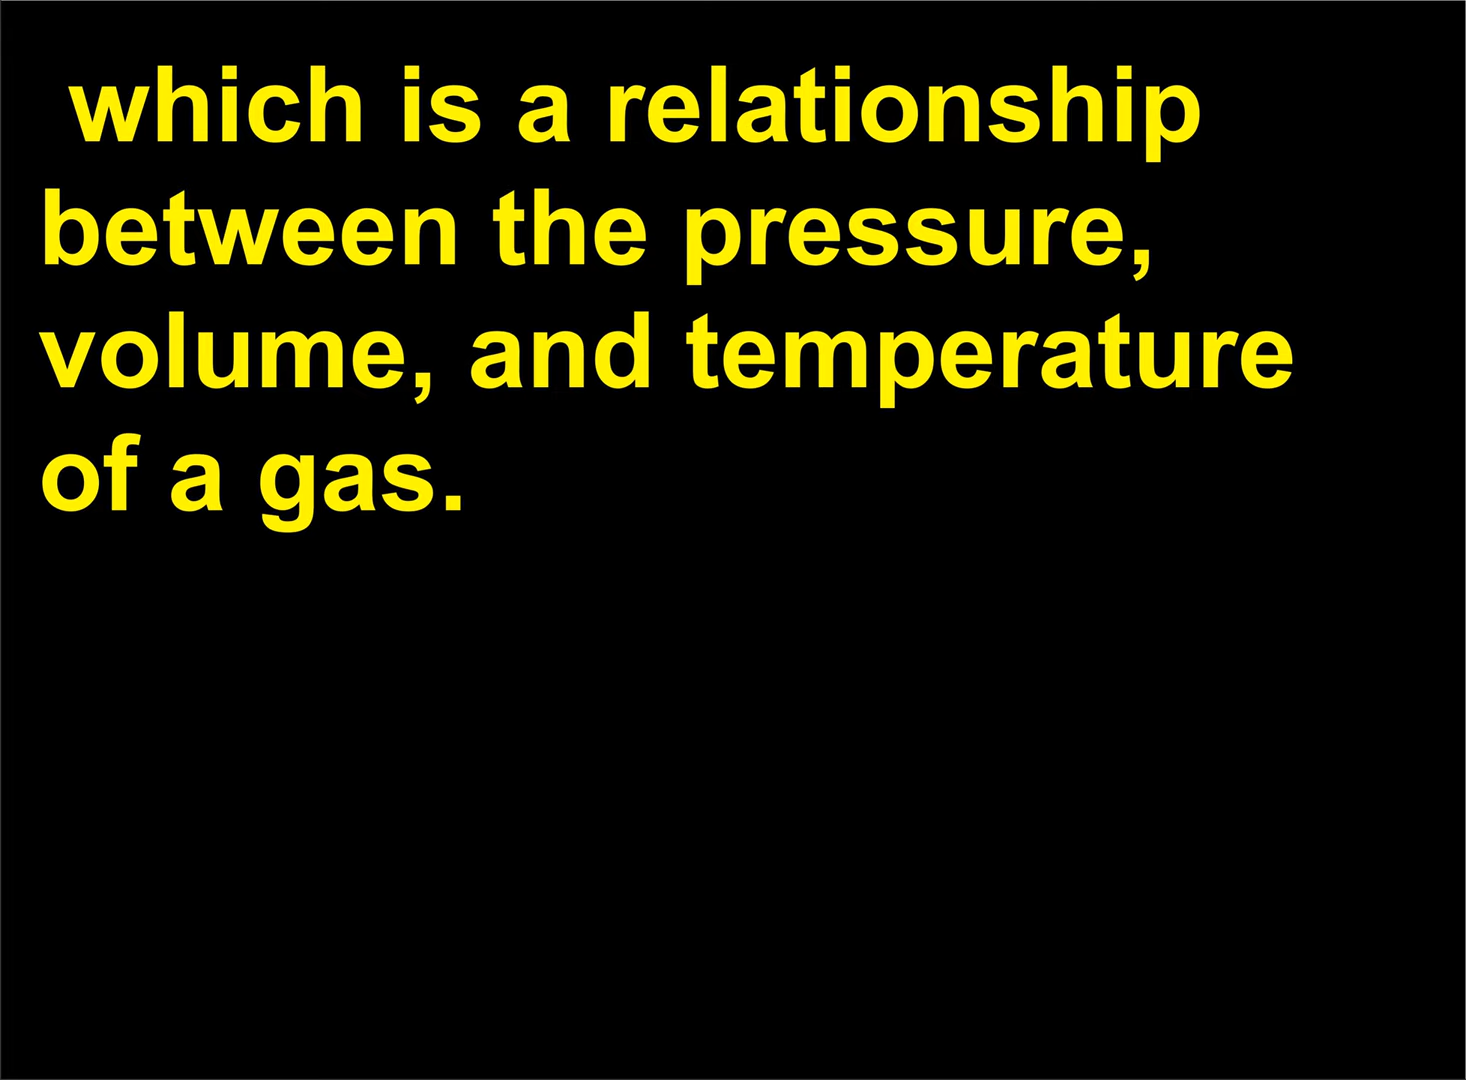 which is a relationship
between the pressure,
volume, and temperature
of a gas.